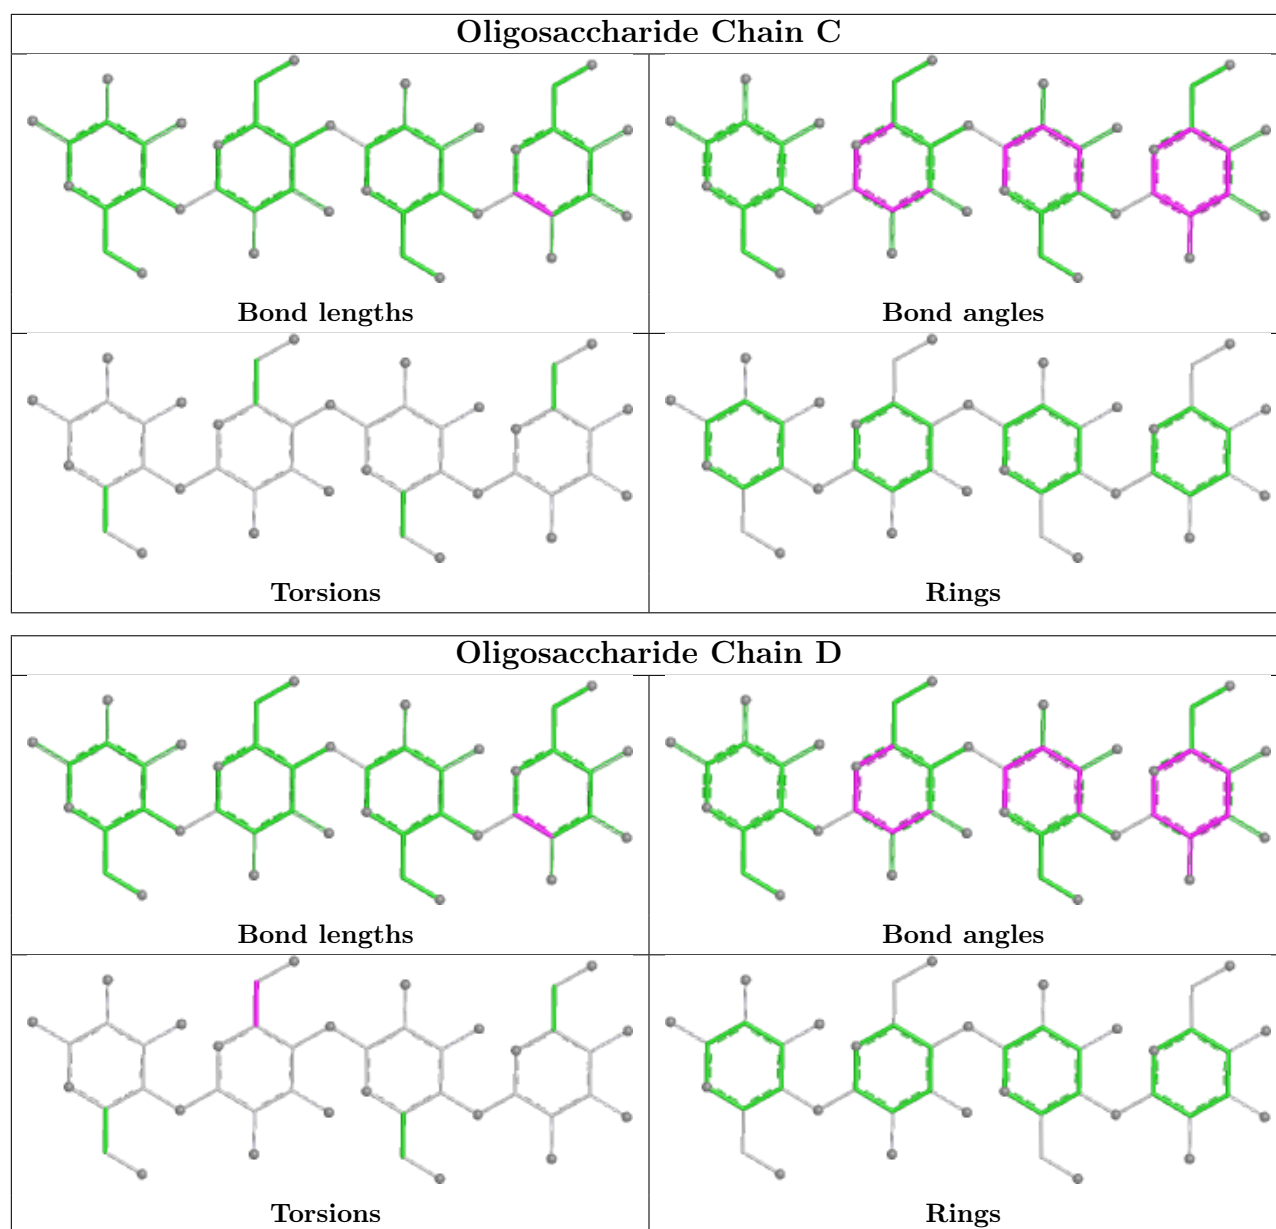 Oligosaccharide Chain C
Bond lengths
Bond angles
Torsions
Rings
Oligosaccharide Chain D
Bond lengths
Bond angles
Torsions
Rings